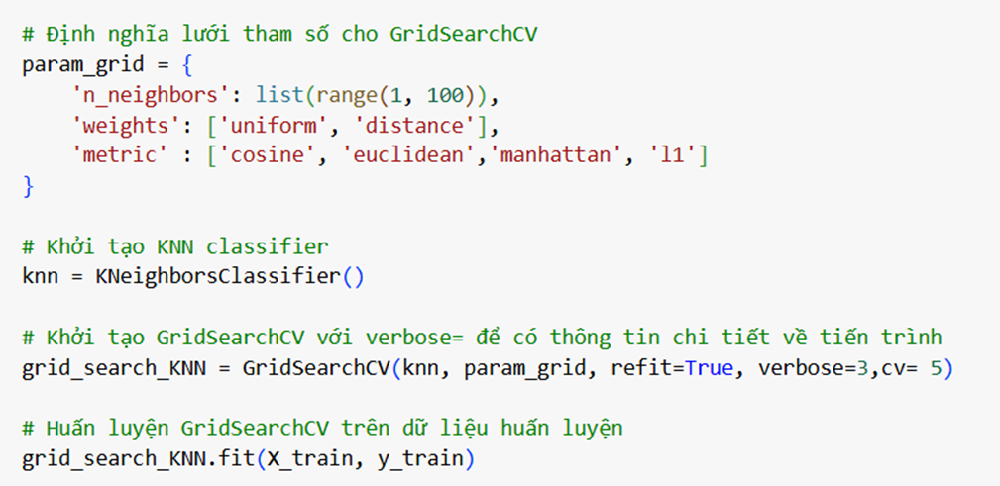 # Định nghĩa lưới tham số cho GridSearchCV
param_grid = {
    'n_neighbors': list(range(1, 100)),
    'weights': ['uniform', 'distance'],
    'metric' : ['cosine', 'euclidean','manhattan', 'l1']
}
# Khởi tạo KNN classifier
knn = KNeighborsClassifier()
# Khởi tạo GridSearchCV với verbose= để có thông tin chi tiết về tiến trình
grid_search_KNN = GridSearchCV(knn, param_grid, refit=True, verbose=3,cv= 5)
# Huấn luyện GridSearchCV trên dữ liệu huấn luyện
grid_search_KNN.fit(X_train, y_train)